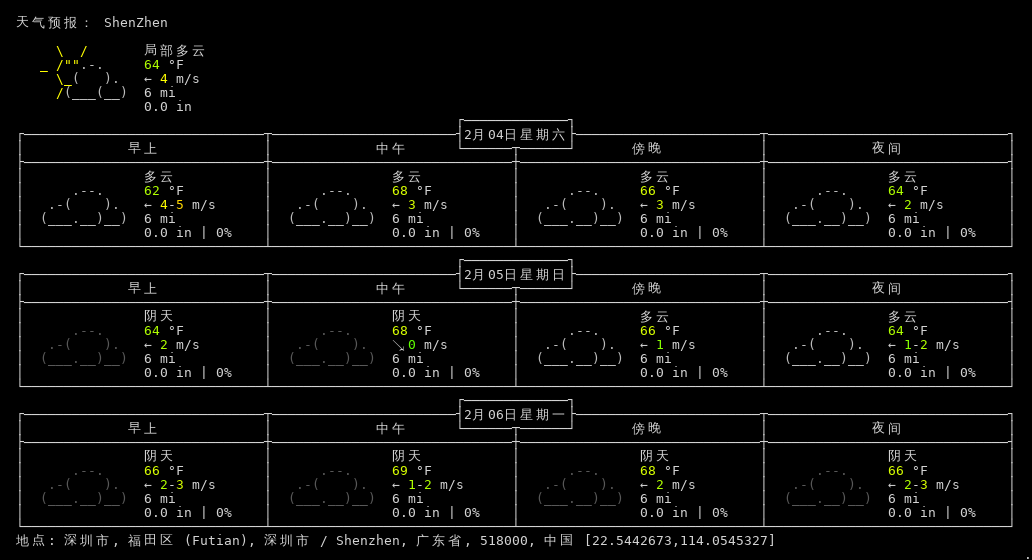 天气预报： ShenZhen
局部多云
64 °F
← 4 m/s
6 mi
0.0 in
2月04日星期六
早上 中午 傍晚 夜间
多云 多云 多云 多云
62 °F 68 °F 66 °F 64 °F
← 4-5 m/s ← 3 m/s ← 3 m/s ← 2 m/s
6 mi 6 mi 6 mi 6 mi
0.0 in | 0% 0.0 in | 0% 0.0 in | 0% 0.0 in | 0%
2月05日星期日
早上 中午 傍晚 夜间
阴天 阴天 多云 多云
64 °F 68 °F 66 °F 64 °F
← 2 m/s ↘ 0 m/s ← 1 m/s ← 1-2 m/s
6 mi 6 mi 6 mi 6 mi
0.0 in | 0% 0.0 in | 0% 0.0 in | 0% 0.0 in | 0%
2月06日星期一
早上 中午 傍晚 夜间
阴天 阴天 阴天 阴天
66 °F 69 °F 68 °F 66 °F
← 2-3 m/s ← 1-2 m/s ← 2 m/s ← 2-3 m/s
6 mi 6 mi 6 mi 6 mi
0.0 in | 0% 0.0 in | 0% 0.0 in | 0% 0.0 in | 0%
地点: 深圳市, 福田区 (Futian), 深圳市 / Shenzhen, 广东省, 518000, 中国 [22.5442673,114.0545327]